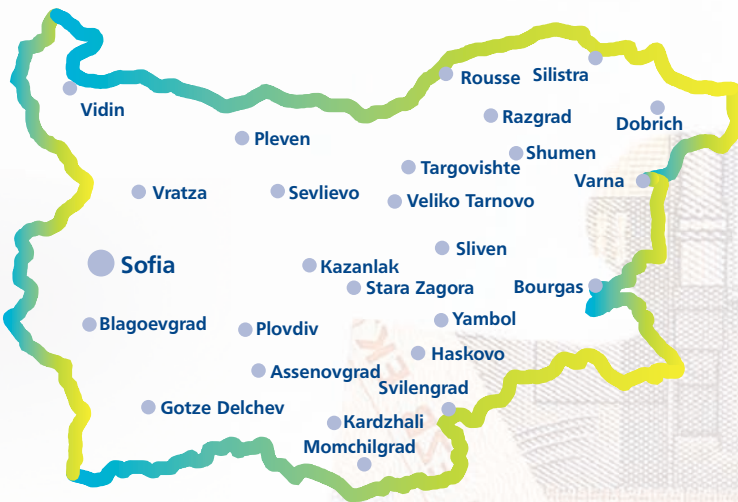 Rousse
Silistra
Vidin
Razgrad
Dobrich
Pleven
Shumen
Targovishte
Varna
Vratza
Sevlievo
Veliko Tarnovo
Sliven
Sofia
Kazanlak
Stara Zagora
Bourgas
Blagoevgrad
Plovdiv
Yambol
Haskovo
Assenovgrad
Svilengrad
Gotze Delchev
Kardzhali
Momchilgrad